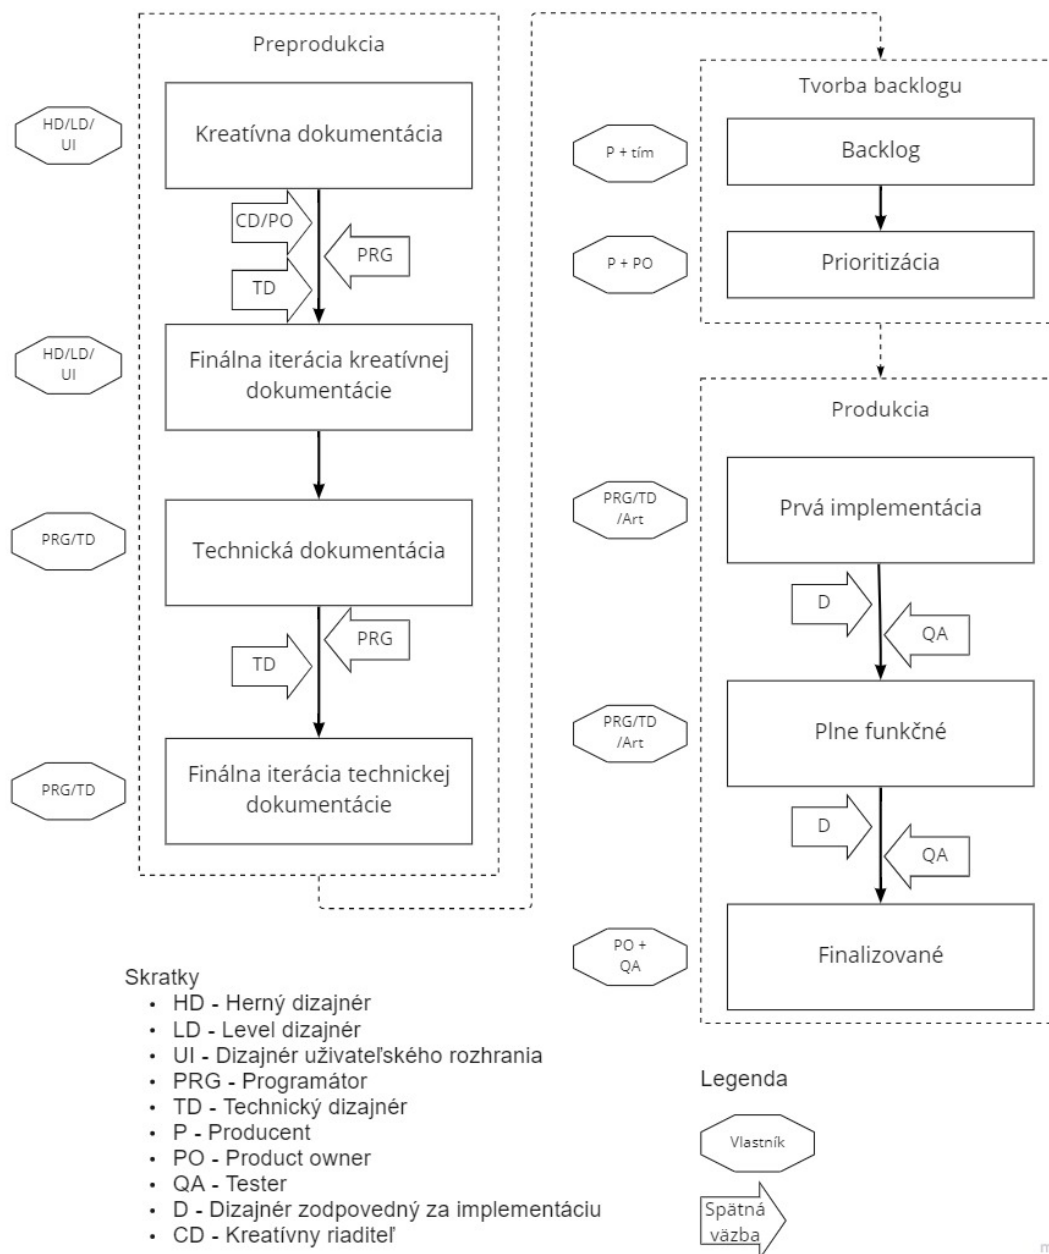 Preprodukcia
HD/LD/
UI
Kreatívna dokumentácia
CD/PO
PRG
TD
HD/LD/
UI
Finálna iterácia kreatívnej
dokumentácie
PRG/TD
Technická dokumentácia
PRG
TD
PRG/TD
Finálna iterácia technickej
dokumentácie
Tvorba backlogu
P + tím
Backlog
P + PO
Prioritizácia
Produkcia
PRG/TD
/Art
Prvá implementácia
D
QA
PRG/TD
/Art
Plne funkčné
D
QA
PO +
QA
Finalizované
Skratky
• HD - Herný dizajnér
• LD - Level dizajnér
• UI - Dizajnér uživateľského rozhrania
• PRG - Programátor
• TD - Technický dizajnér
• P - Producent
• PO - Product owner
• QA - Tester
• D - Dizajnér zodpovedný za implementáciu
• CD - Kreatívny riaditeľ
Legenda
Vlastník
Spätná
väzba